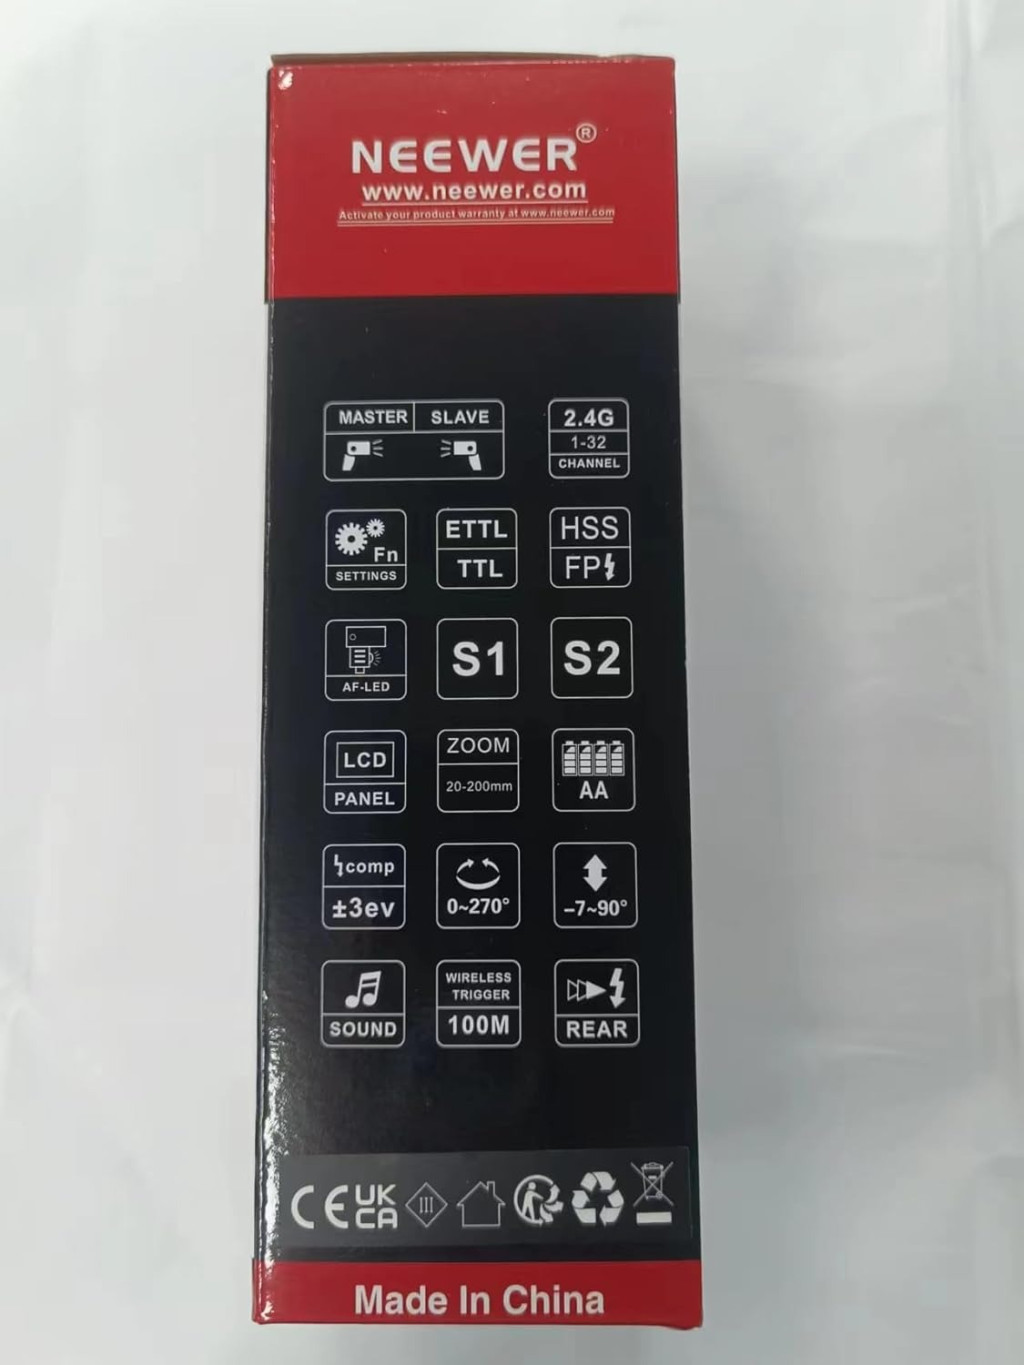 NEEWER®
www.neewer.com
Activate your product warranty at www.neewer.com
MASTER SLAVE
2.4G
1-32
CHANNEL
Fn
SETTINGS
ETTL
TTL
HSS
FP
AF-LED
S1
S2
LCD
PANEL
ZOOM
20-200mm
AA
comp
±3ev
0~270°
–7~90°
SOUND
WIRELESS
TRIGGER
100M
REAR
CE
UK
CA
III
Made In China